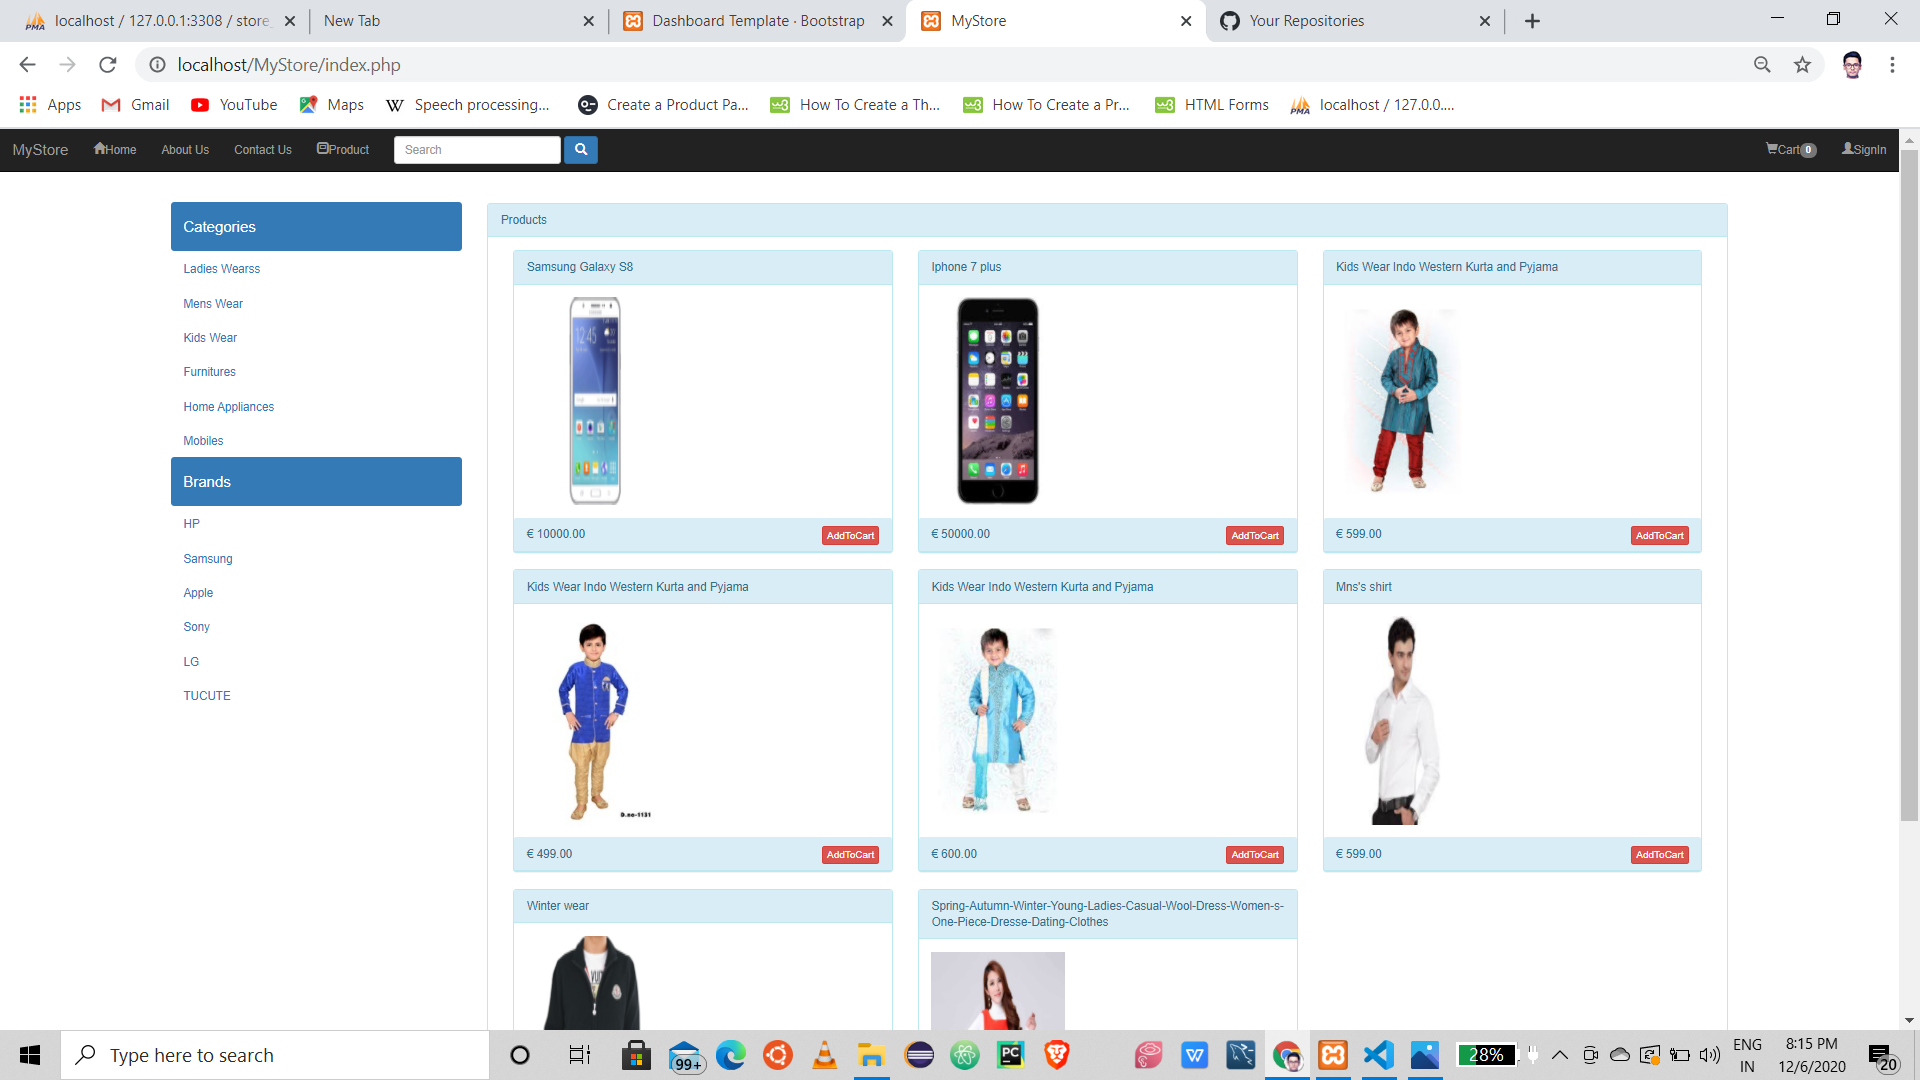 localhost / 127.0.0.1:3308 / store_
New Tab
Dashboard Template · Bootstrap
MyStore
Your Repositories
localhost/MyStore/index.php
Apps
Gmail
YouTube
Maps
Speech processing...
Create a Product Pa...
How To Create a Th...
How To Create a Pr...
HTML Forms
localhost / 127.0.0....
MyStore
Home
About Us
Contact Us
Product
Search
Cart 0
SignIn
Categories
Ladies Wearss
Mens Wear
Kids Wear
Furnitures
Home Appliances
Mobiles
Brands
HP
Samsung
Apple
Sony
LG
TUCUTE
Products
Samsung Galaxy S8
12:45
€ 10000.00
AddToCart
Iphone 7 plus
€ 50000.00
AddToCart
Kids Wear Indo Western Kurta and Pyjama
€ 599.00
AddToCart
Kids Wear Indo Western Kurta and Pyjama
D.no-1131
€ 499.00
AddToCart
Kids Wear Indo Western Kurta and Pyjama
€ 600.00
AddToCart
Mns's shirt
€ 599.00
AddToCart
Winter wear
Spring-Autumn-Winter-Young-Ladies-Casual-Wool-Dress-Women-s-
One-Piece-Dresse-Dating-Clothes
Type here to search
99+
28%
ENG
IN
8:15 PM
12/6/2020
20